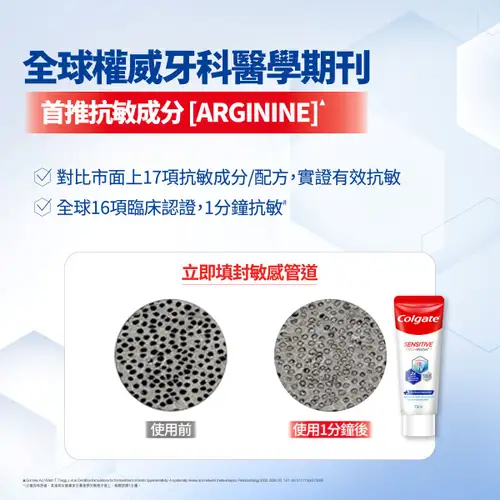 全球權威牙科醫學期刊
首推抗敏成分 [ARGININE]▲
對比市面上17項抗敏成分/配方,實證有效抗敏
全球16項臨床認證,1分鐘抗敏#
立即填封敏感管道
Colgate
SENSITIVE
PRO-RELIEF
使用前
使用1分鐘後